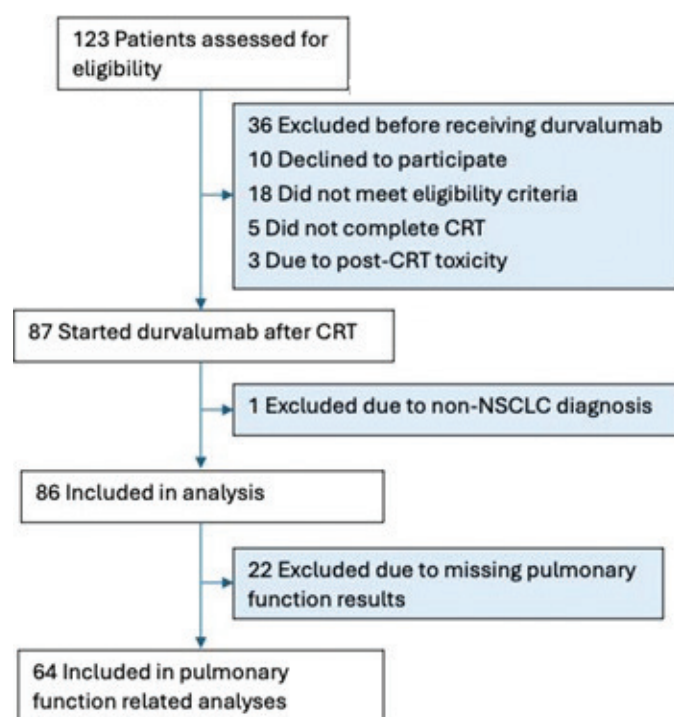 123 Patients assessed for
eligibility
36 Excluded before receiving durvalumab
10 Declined to participate
18 Did not meet eligibility criteria
5 Did not complete CRT
3 Due to post-CRT toxicity
87 Started durvalumab after CRT
1 Excluded due to non-NSCLC diagnosis
86 Included in analysis
22 Excluded due to missing pulmonary
function results
64 Included in pulmonary
function related analyses